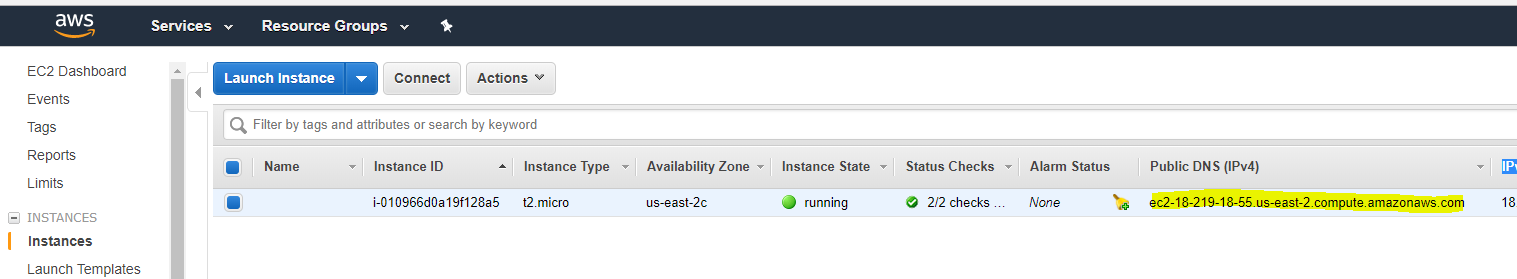 aws Services Resource Groups
EC2 Dashboard
Events
Tags
Reports
Limits
INSTANCES
Instances
Launch Templates
Launch Instance Connect Actions
Filter by tags and attributes or search by keyword
Name Instance ID Instance Type Availability Zone Instance State Status Checks Alarm Status Public DNS (IPv4)
i-010966d0a19f128a5 t2.micro us-east-2c running 2/2 checks ... None ec2-18-219-18-55.us-east-2.compute.amazonaws.com 18.